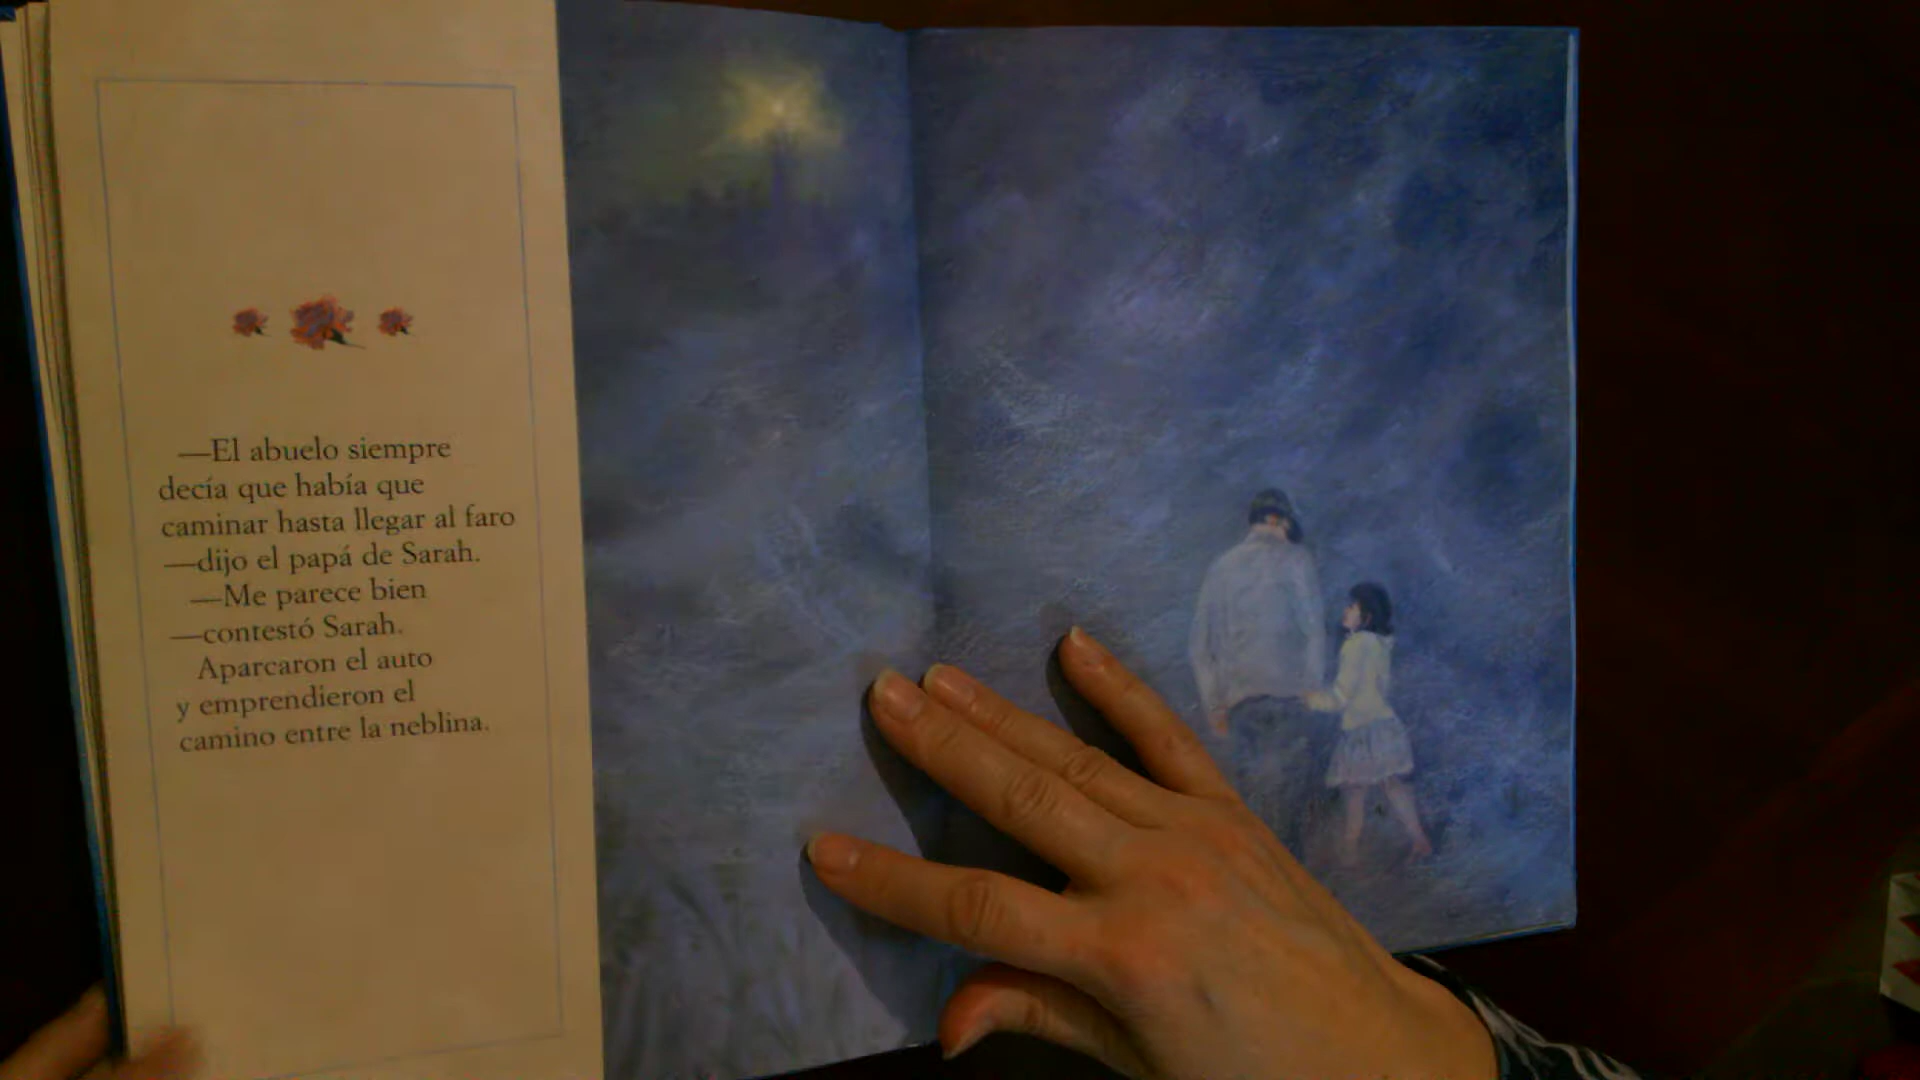 —El abuelo siempre
decía que había que
caminar hasta llegar al faro
—dijo el papá de Sarah.
—Me parece bien
—contestó Sarah.
Aparcaron el auto
y emprendieron el
camino entre la neblina.